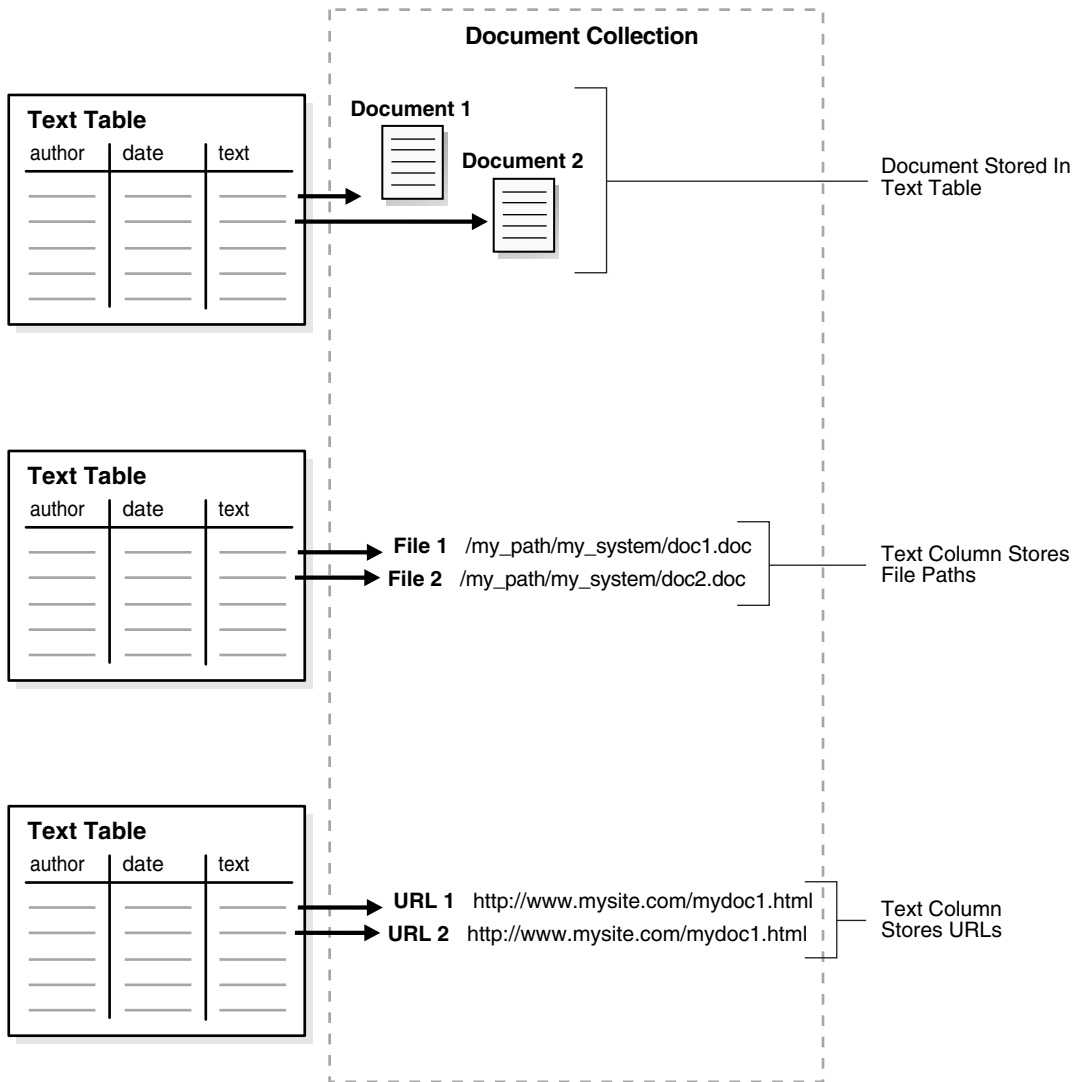 Document Collection
Text Table
author date text
Document 1
Document 2
Document Stored In
Text Table
Text Table
author date text
File 1 /my_path/my_system/doc1.doc
File 2 /my_path/my_system/doc2.doc
Text Column Stores
File Paths
Text Table
author date text
URL 1 http://www.mysite.com/mydoc1.html
URL 2 http://www.mysite.com/mydoc1.html
Text Column
Stores URLs